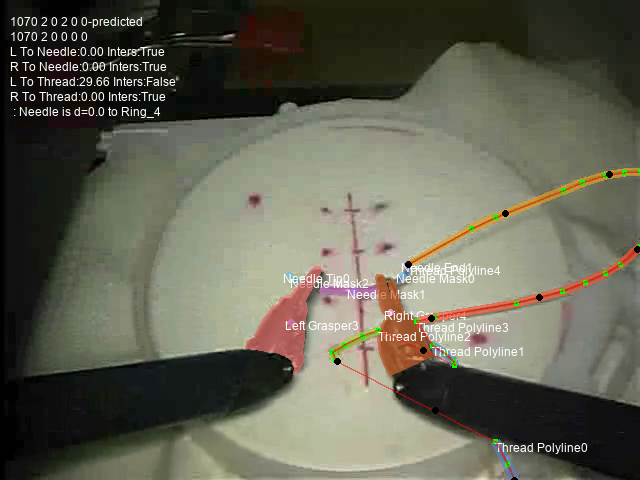 1070 2 0 2 0 0-predicted
1070 2 0 0 0 0
L To Needle:0.00 Inters:True
R To Needle:0.00 Inters:True
L To Thread:29.66 Inters:False
R To Thread:0.00 Inters:True
: Needle is d=0.0 to Ring_4
Needle End1
Thread Polyline4
Needle Tip0
Needle Mask0
Needle Mask2
Needle Mask1
Right Grasper4
Left Grasper3
Thread Polyline3
Thread Polyline2
Thread Polyline1
Thread Polyline0